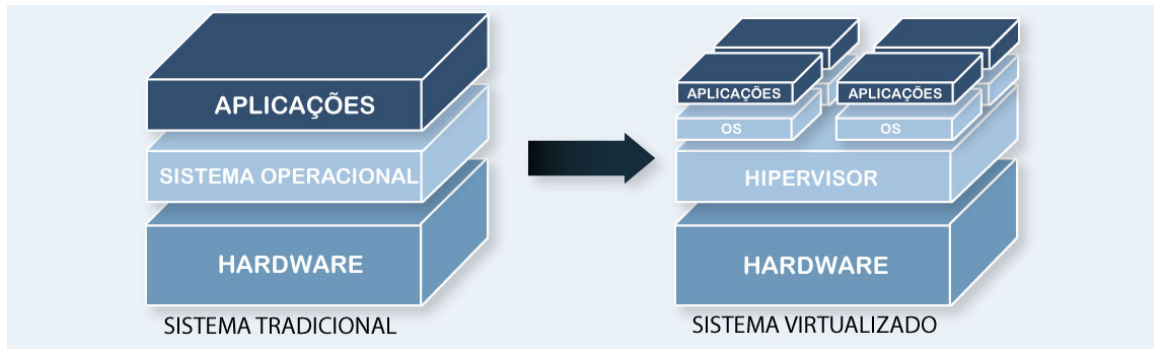 APLICAÇÕES
SISTEMA OPERACIONAL
HARDWARE
SISTEMA TRADICIONAL
APLICAÇÕES
APLICAÇÕES
OS
OS
HIPERVISOR
HARDWARE
SISTEMA VIRTUALIZADO